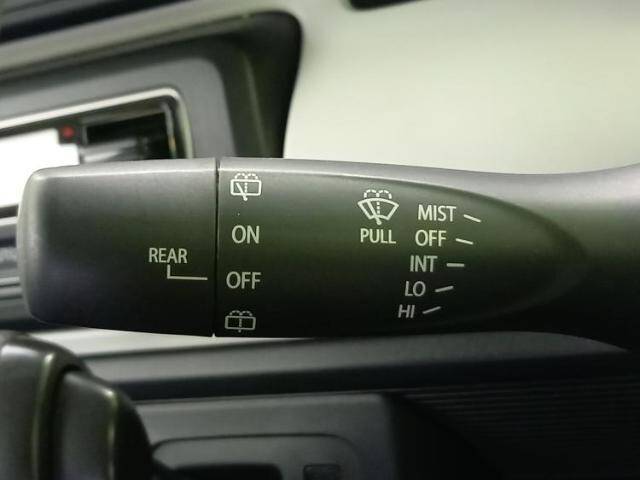 REAR
ON
OFF
PULL
MIST
OFF
INT
LO
HI